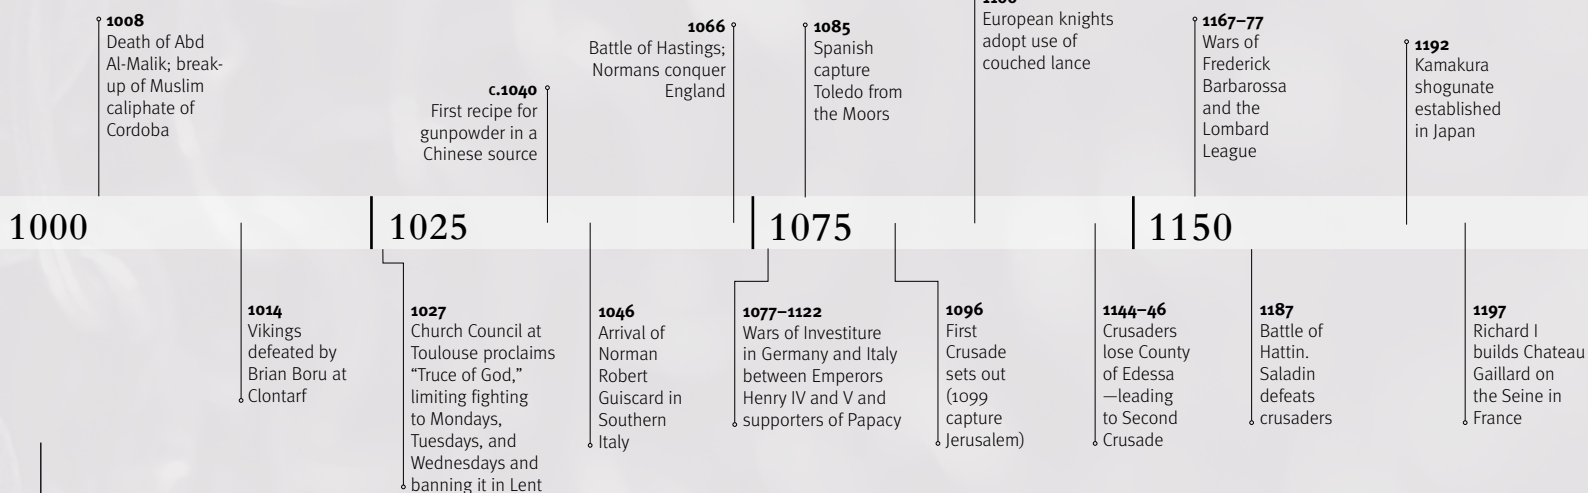 1008
Death of Abd
Al-Malik; break-
up of Muslim
caliphate of
Cordoba
c.1040
First recipe for
gunpowder in a
Chinese source
1066
Battle of Hastings;
Normans conquer
England
1085
Spanish
capture
Toledo from
the Moors
European knights
adopt use of
couched lance
1167–77
Wars of
Frederick
Barbarossa
and the
Lombard
League
1192
Kamakura
shogunate
established
in Japan
1000
1025
1075
1150
1014
Vikings
defeated by
Brian Boru at
Clontarf
1027
Church Council at
Toulouse proclaims
“Truce of God,”
limiting fighting
to Mondays,
Tuesdays, and
Wednesdays and
banning it in Lent
1046
Arrival of
Norman
Robert
Guiscard in
Southern
Italy
1077–1122
Wars of Investiture
in Germany and Italy
between Emperors
Henry IV and V and
supporters of Papacy
1096
First
Crusade
sets out
(1099
capture
Jerusalem)
1144–46
Crusaders
lose County
of Edessa
—leading
to Second
Crusade
1187
Battle of
Hattin.
Saladin
defeats
crusaders
1197
Richard I
builds Chateau
Gaillard on
the Seine in
France